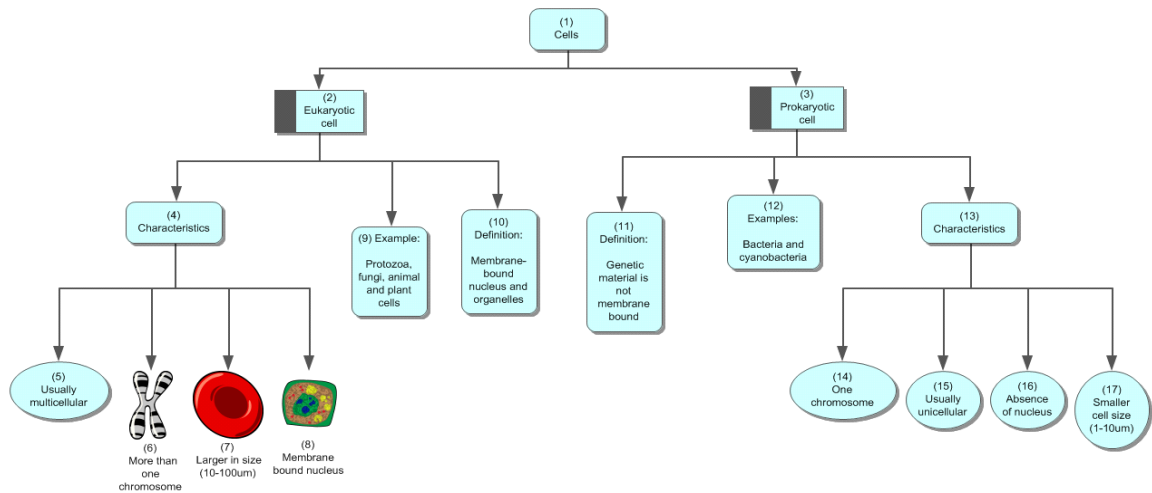 (1)
Cells
(2)
Eukaryotic
cell
(3)
Prokaryotic
cell
(4)
Characteristics
(9) Example:
Protozoa,
fungi, animal
and plant
cells
(10)
Definition:
Membrane-
bound
nucleus and
organelles
(11)
Definition:
Genetic
material is
not
membrane
bound
(12)
Examples:
Bacteria and
cyanobacteria
(13)
Characteristics
(5)
Usually
multicellular
(6)
More than
one
chromosome
(7)
Larger in size
(10-100um)
(8)
Membrane
bound nucleus
(14)
One
chromosome
(15)
Usually
unicellular
(16)
Absence
of nucleus
(17)
Smaller
cell size
(1-10um)